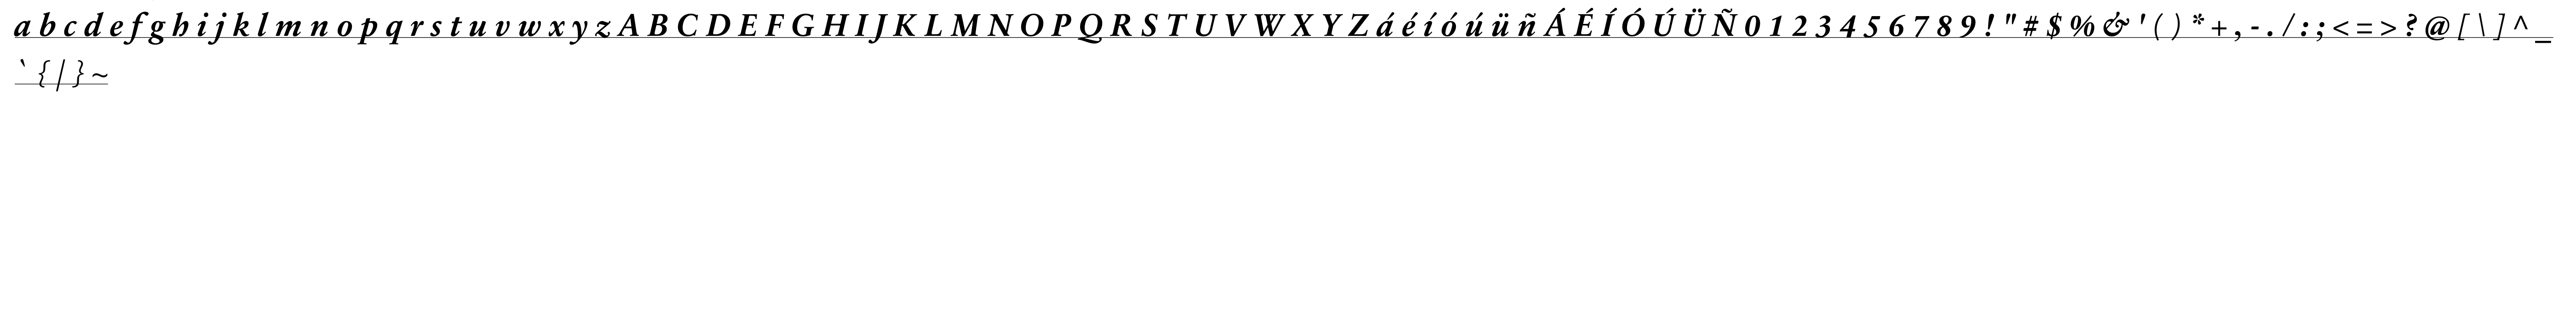 a b c d e f g h i j k l m n o p q r s t u v w x y z A B C D E F G H I J K L M N O P Q R S T U V W X Y Z á é í ó ú ü ñ Á É Í Ó Ú Ü Ñ 0 1 2 3 4 5 6 7 8 9 ! " # $ % & ' ( ) * + , - . / : ; < = > ? @ [ \ ] ^ _
` { | } ~